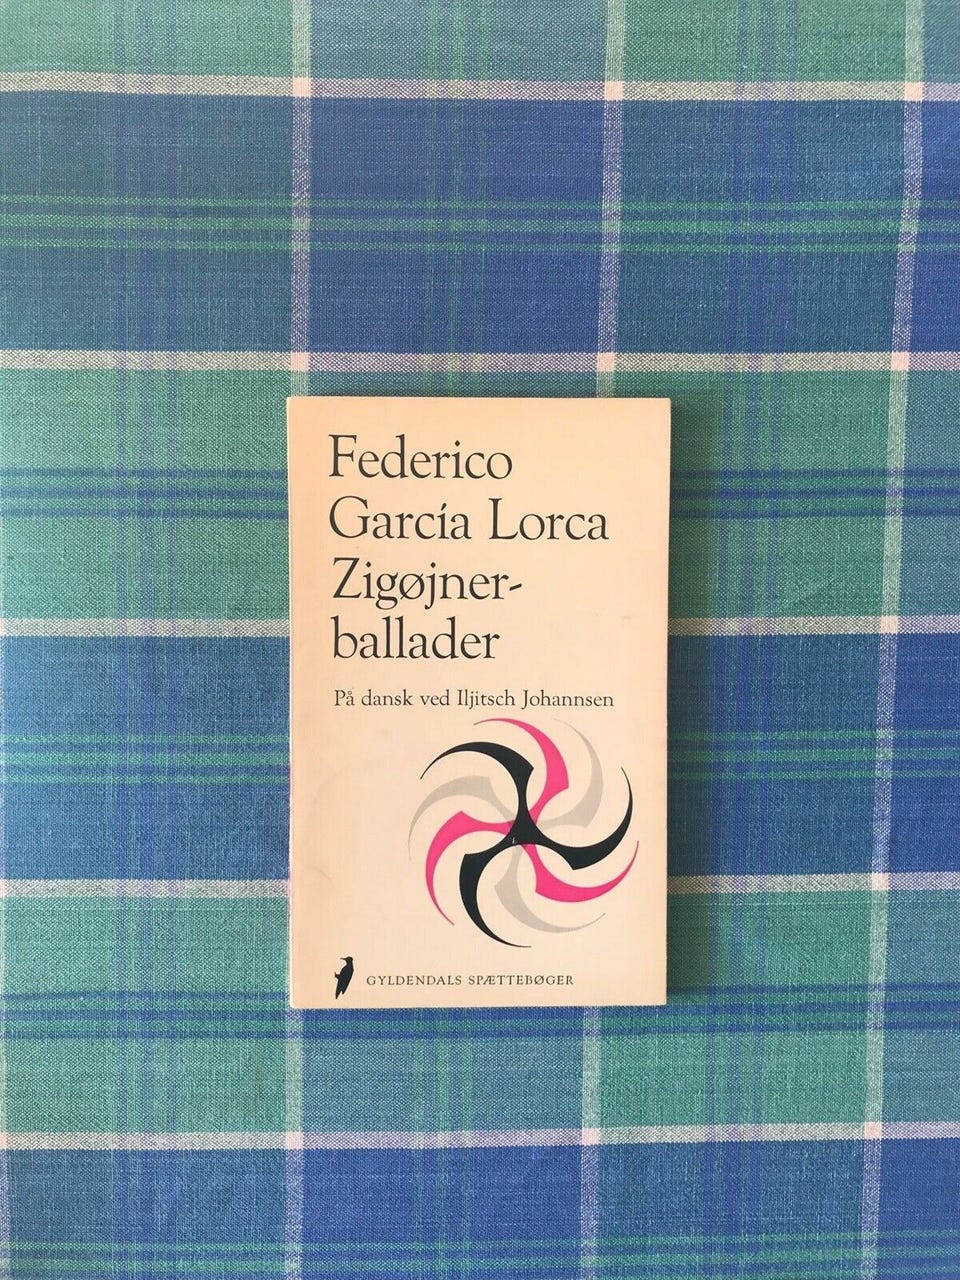 Federico
García Lorca
Zigøjner-
ballader
På dansk ved Iljitsch Johannsen
GYLDENDALS SPÆTTEBØGER